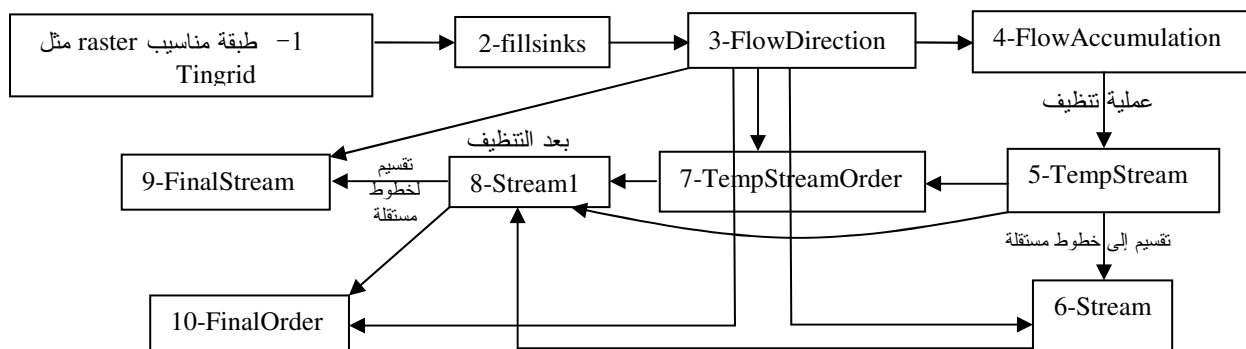 1- طبقة مناسيب raster مثل
Tingrid
2-fillsinks
3-FlowDirection
4-FlowAccumulation
عملية تنظيف
بعد التنظيف
9-FinalStream
تقسيم
لخطوط
مستقلة
8-Stream1
7-TempStreamOrder
5-TempStream
تقسيم إلى خطوط مستقلة
10-FinalOrder
6-Stream